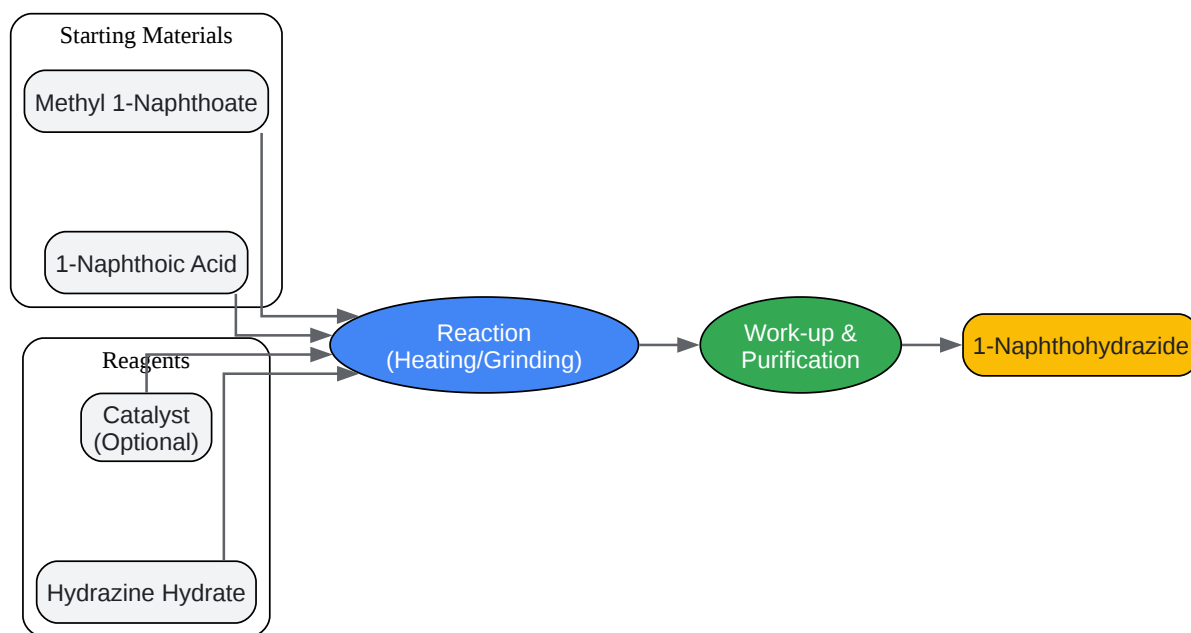 Starting Materials
Methyl 1-Naphthoate
1-Naphthoic Acid
Reagents
Catalyst
(Optional)
Hydrazine Hydrate
Reaction
(Heating/Grinding)
Work-up &
Purification
1-Naphthohydrazide